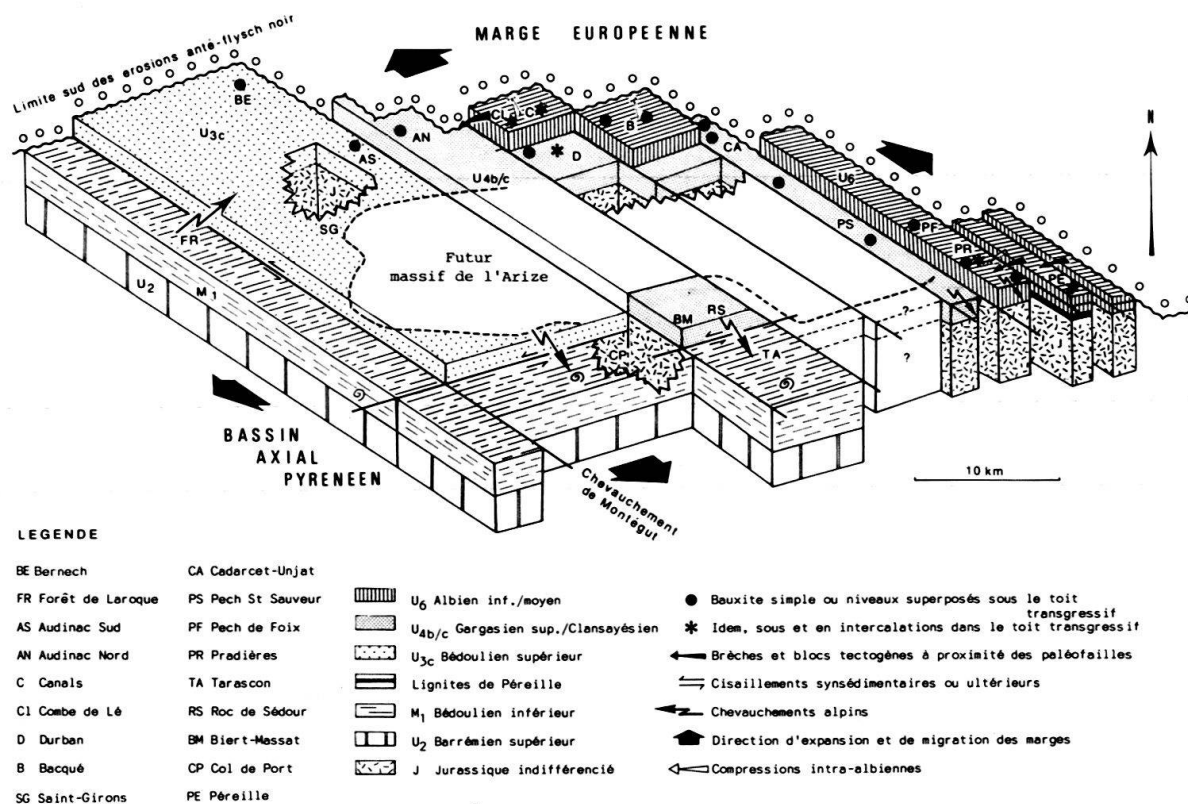 MARGE EUROPEENNE
Limite sud des erosions anté-flysch noir
N
BE
U3c
AS
AN
Cl
C
B
D
CA
U4b/c
J
SG
FR
U6
PS
PF
PR
PE
Futur
massif de l'Arize
U2
M1
BM
RS
CP
TA
?
?
J
BASSIN
AXIAL
PYRENEEN
Chevauchement
de Montégut
10 km
LEGENDE
BE Bernech
FR Forêt de Laroque
AS Audinac Sud
AN Audinac Nord
C Canals
Cl Combe de Lé
D Durban
B Bacqué
SG Saint-Girons
CA Cadarcet-Unjat
PS Pech St Sauveur
PF Pech de Foix
PR Pradières
TA Tarascon
RS Roc de Sédour
BM Biert-Massat
CP Col de Port
PE Péreille
U6 Albien inf./moyen
U4b/c Gargasien sup./Clansayésien
U3c Bédoulien supérieur
Lignites de Péreille
M1 Bédoulien inférieur
U2 Barrémien supérieur
J Jurassique indifférencié
Bauxite simple ou niveaux superposés sous le toit
transgressif
Idem, sous et en intercalations dans le toit transgressif
Brèches et blocs tectogènes à proximité des paléofailles
Cisaillements synsédimentaires ou ultérieurs
Chevauchements alpins
Direction d'expansion et de migration des marges
Compressions intra-albiennes